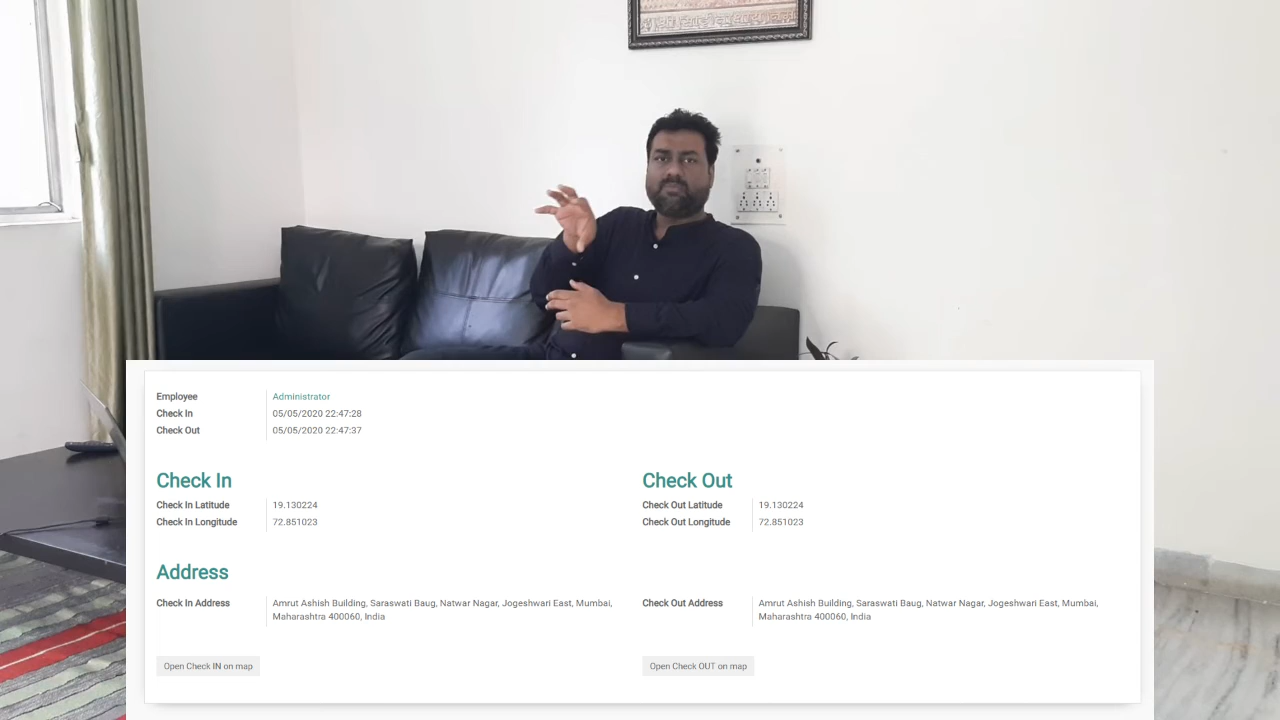 Employee Administrator
Check In 05/05/2020 22:47:28
Check Out 05/05/2020 22:47:37
Check In
Check In Latitude 19.130224
Check In Longitude 72.851023
Check Out
Check Out Latitude 19.130224
Check Out Longitude 72.851023
Address
Check In Address Amrut Ashish Building, Saraswati Baug, Natwar Nagar, Jogeshwari East, Mumbai,
Maharashtra 400060, India
Check Out Address Amrut Ashish Building, Saraswati Baug, Natwar Nagar, Jogeshwari East, Mumbai,
Maharashtra 400060, India
Open Check IN on map
Open Check OUT on map